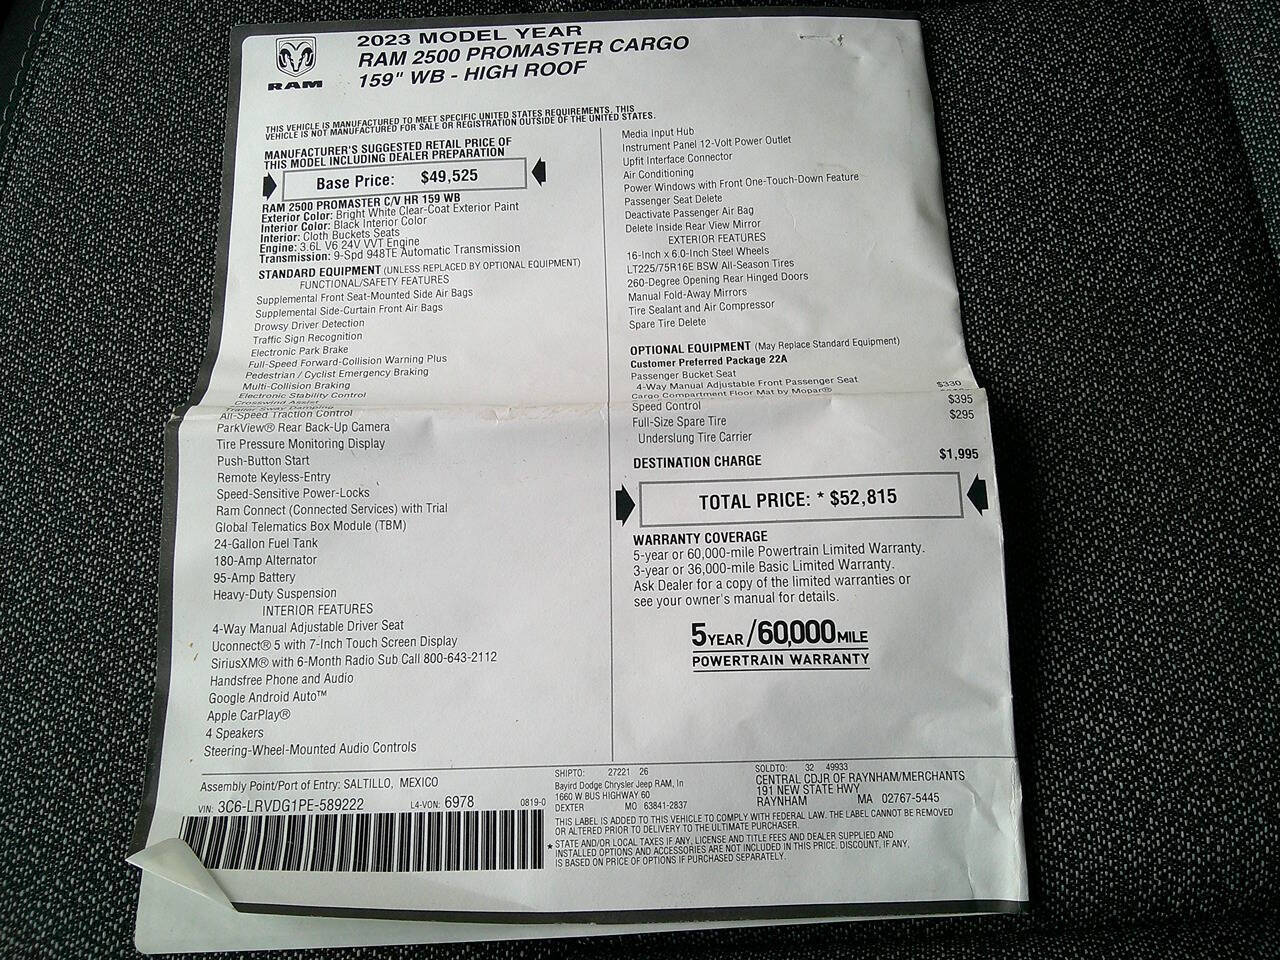 RAM
2023 MODEL YEAR
RAM 2500 PROMASTER CARGO
159" WB - HIGH ROOF
THIS VEHICLE IS MANUFACTURED TO MEET SPECIFIC UNITED STATES REQUIREMENTS. THIS
VEHICLE IS NOT MANUFACTURED FOR SALE OR REGISTRATION OUTSIDE OF THE UNITED STATES.
MANUFACTURER'S SUGGESTED RETAIL PRICE OF
THIS MODEL INCLUDING DEALER PREPARATION
Base Price: $49,525
RAM 2500 PROMASTER C/V HR 159 WB
Exterior Color: Bright White Clear-Coat Exterior Paint
Interior Color: Black Interior Color
Interior: Cloth Buckets Seats
Engine: 3.6L V6 24V VVT Engine
Transmission: 9-Spd 948TE Automatic Transmission
STANDARD EQUIPMENT (UNLESS REPLACED BY OPTIONAL EQUIPMENT)
FUNCTIONAL/SAFETY FEATURES
Supplemental Front Seat-Mounted Side Air Bags
Supplemental Side-Curtain Front Air Bags
Drowsy Driver Detection
Traffic Sign Recognition
Electronic Park Brake
Full-Speed Forward-Collision Warning Plus
Pedestrian / Cyclist Emergency Braking
Multi-Collision Braking
Electronic Stability Control
Crosswind Assist
Trailer Sway Damping
All-Speed Traction Control
ParkView® Rear Back-Up Camera
Tire Pressure Monitoring Display
Push-Button Start
Remote Keyless-Entry
Speed-Sensitive Power-Locks
Ram Connect (Connected Services) with Trial
Global Telematics Box Module (TBM)
24-Gallon Fuel Tank
180-Amp Alternator
95-Amp Battery
Heavy-Duty Suspension
INTERIOR FEATURES
4-Way Manual Adjustable Driver Seat
Uconnect® 5 with 7-Inch Touch Screen Display
SiriusXM® with 6-Month Radio Sub Call 800-643-2112
Handsfree Phone and Audio
Google Android Auto™
Apple CarPlay®
4 Speakers
Steering-Wheel-Mounted Audio Controls
Media Input Hub
Instrument Panel 12-Volt Power Outlet
Upfit Interface Connector
Air Conditioning
Power Windows with Front One-Touch-Down Feature
Passenger Seat Delete
Deactivate Passenger Air Bag
Delete Inside Rear View Mirror
EXTERIOR FEATURES
16-Inch x 6.0-Inch Steel Wheels
LT225/75R16E BSW All-Season Tires
260-Degree Opening Rear Hinged Doors
Manual Fold-Away Mirrors
Tire Sealant and Air Compressor
Spare Tire Delete
OPTIONAL EQUIPMENT (May Replace Standard Equipment)
Customer Preferred Package 22A
Passenger Bucket Seat $330
4-Way Manual Adjustable Front Passenger Seat
Cargo Compartment Floor Mat by Mopar®
Speed Control $395
Full-Size Spare Tire $295
Underslung Tire Carrier
DESTINATION CHARGE $1,995
TOTAL PRICE: * $52,815
WARRANTY COVERAGE
5-year or 60,000-mile Powertrain Limited Warranty.
3-year or 36,000-mile Basic Limited Warranty.
Ask Dealer for a copy of the limited warranties or
see your owner's manual for details.
5 YEAR / 60,000 MILE
POWERTRAIN WARRANTY
Assembly Point/Port of Entry: SALTILLO, MEXICO
VIN: 3C6-LRVDG1PE-589222 L4-VON: 6978 0819-0
SHIPTO: 27221 26
Bayird Dodge Chrysler Jeep RAM, In
1660 W BUS HIGHWAY 60
DEXTER MO 63841-2837
SOLDTO: 32 49933
CENTRAL CDJR OF RAYNHAM/MERCHANTS
191 NEW STATE HWY
RAYNHAM MA 02767-5445
THIS LABEL IS ADDED TO THIS VEHICLE TO COMPLY WITH FEDERAL LAW. THE LABEL CANNOT BE REMOVED
OR ALTERED PRIOR TO DELIVERY TO THE ULTIMATE PURCHASER.
* STATE AND/OR LOCAL TAXES IF ANY, LICENSE AND TITLE FEES AND DEALER SUPPLIED AND
INSTALLED OPTIONS AND ACCESSORIES ARE NOT INCLUDED IN THIS PRICE. DISCOUNT, IF ANY,
IS BASED ON PRICE OF OPTIONS IF PURCHASED SEPARATELY.